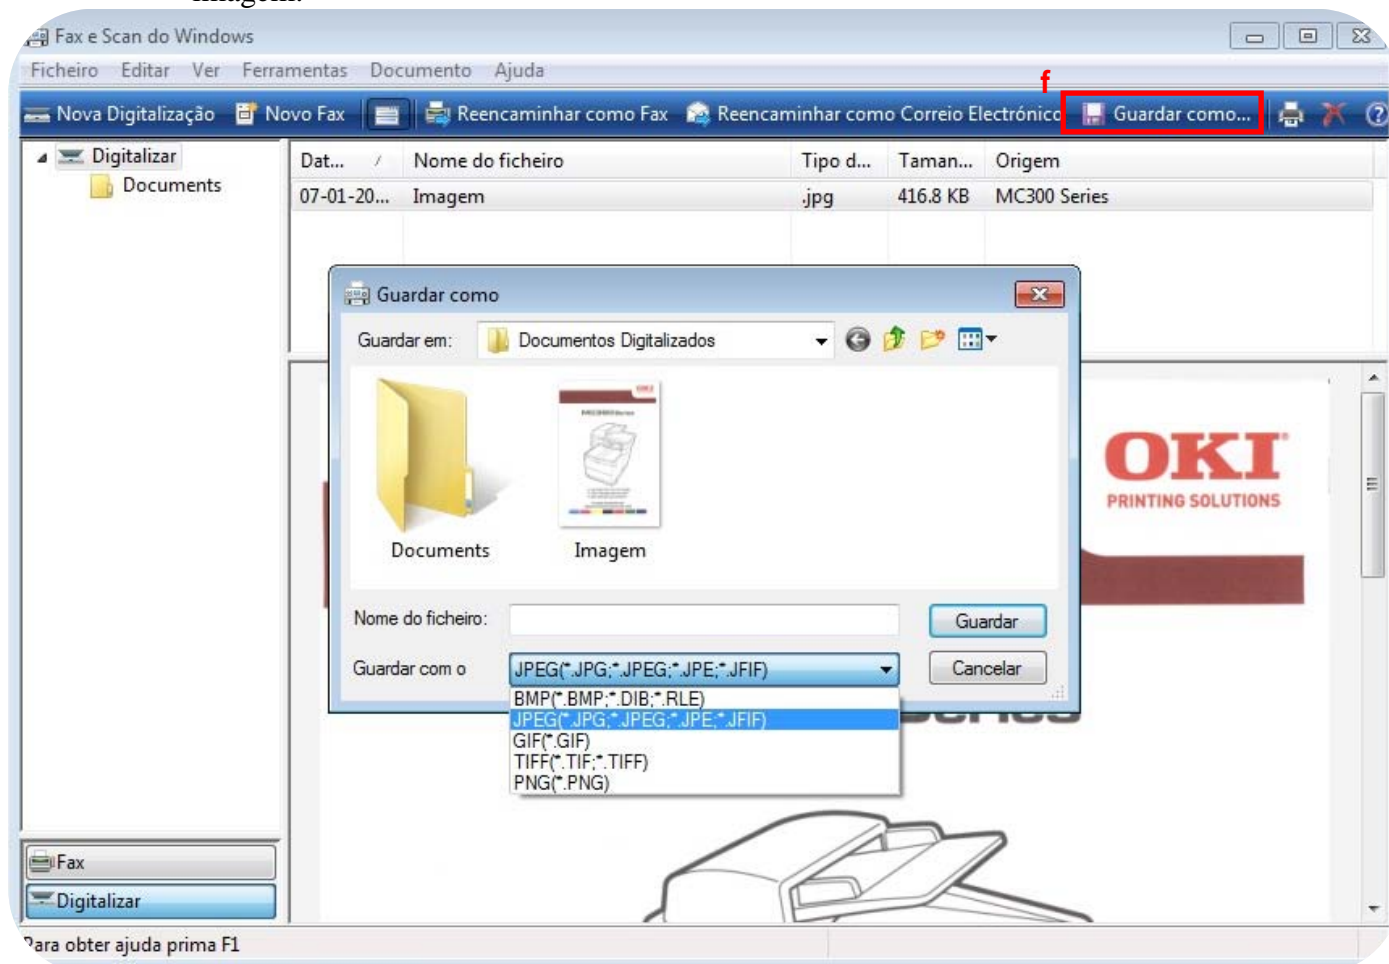 imagem.
Fax e Scan do Windows
Ficheiro Editar Ver Ferramentas Documento Ajuda
f
Nova Digitalização Novo Fax Reencaminhar como Fax Reencaminhar como Correio Electrónico Guardar como...
Digitalizar
Documents
Dat... Nome do ficheiro Tipo d... Taman... Origem
07-01-20... Imagem .jpg 416.8 KB MC300 Series
Guardar como
Guardar em: Documentos Digitalizados
OKI
Documents Imagem
OKI
PRINTING SOLUTIONS
Nome do ficheiro: Guardar
Guardar com o JPEG(*.JPG;*.JPEG;*.JPE;*.JFIF) Cancelar
BMP(*.BMP;*.DIB;*.RLE)
JPEG(*.JPG;*.JPEG;*.JPE;*.JFIF)
GIF(*.GIF)
TIFF(*.TIF;*.TIFF)
PNG(*.PNG)
Series
Fax
Digitalizar
Para obter ajuda prima F1